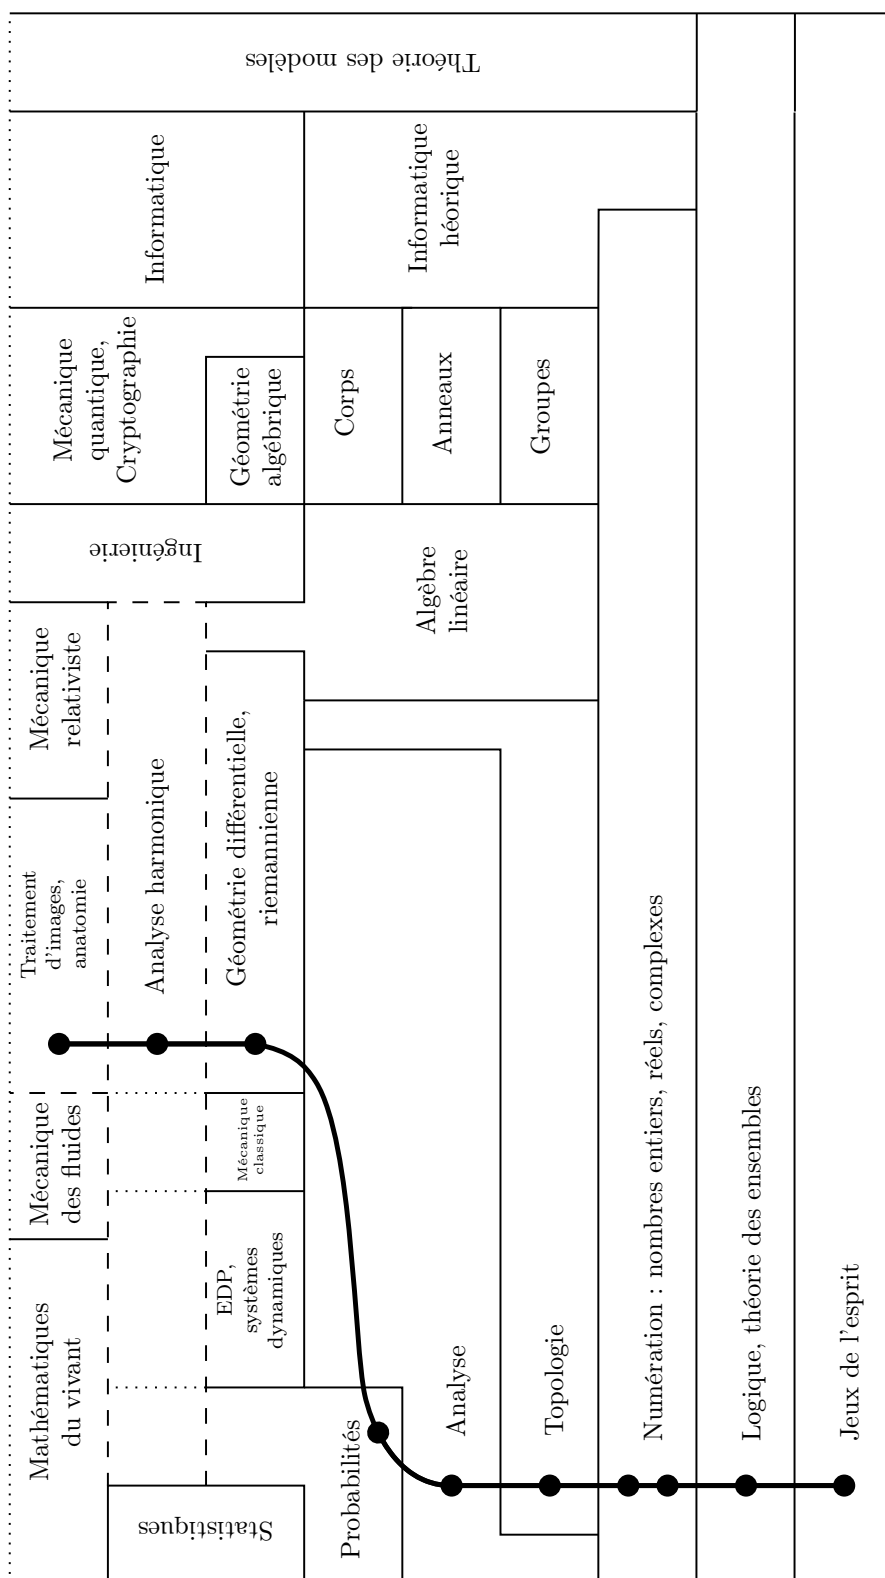 Théorie des modèles
Informatique
Informatique
héorique
Mécanique
quantique,
Cryptographie
Géométrie
algébrique
Corps
Anneaux
Groupes
Ingénierie
Algèbre
linéaire
Mécanique
relativiste
Analyse harmonique
Géométrie différentielle,
riemannienne
Traitement
d'images,
anatomie
Mécanique
des fluides
Mécanique
classique
EDP,
systèmes
dynamiques
Mathématiques
du vivant
Statistiques
Probabilités
Analyse
Topologie
Numération : nombres entiers, réels, complexes
Logique, théorie des ensembles
Jeux de l'esprit